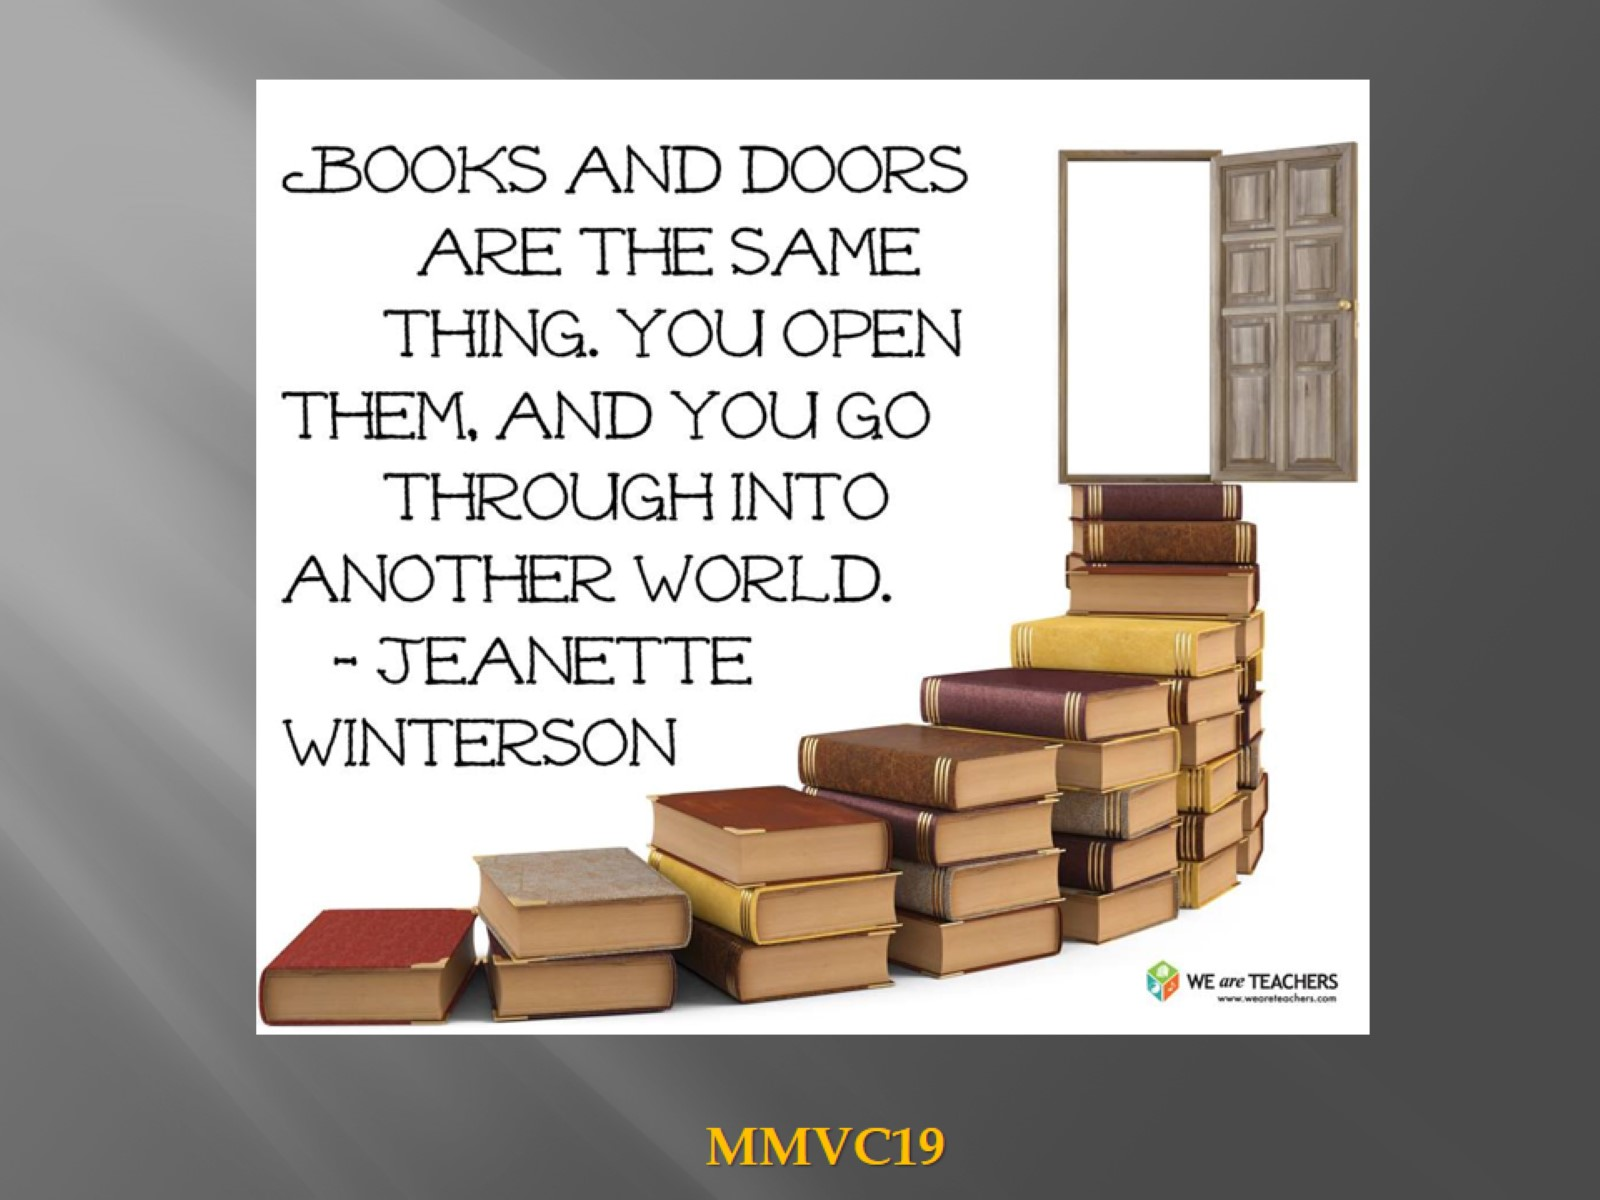 BOOKS AND DOORS
ARE THE SAME
THING. YOU OPEN
THEM, AND YOU GO
THROUGH INTO
ANOTHER WORLD.
- JEANETTE
WINTERSON
WE are TEACHERS
www.weareteachers.com
MMVC19